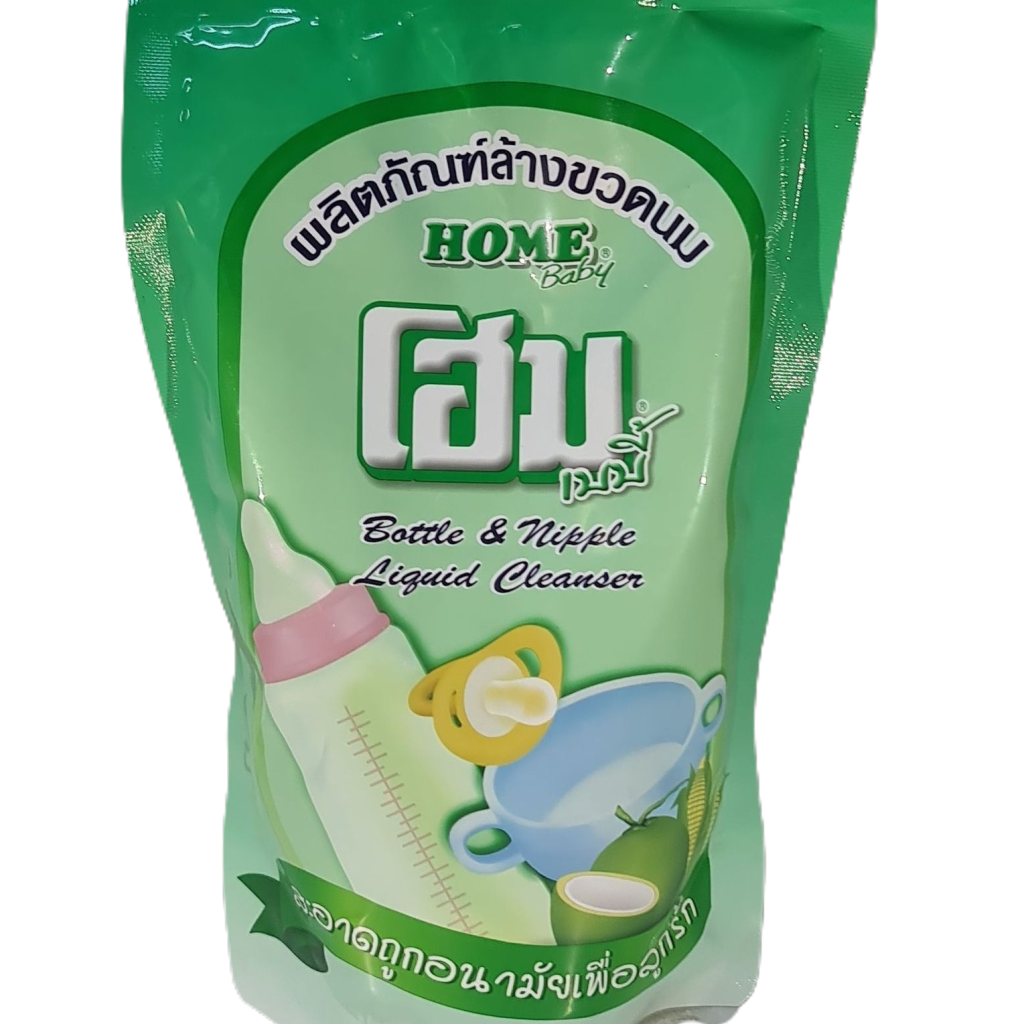 ผลิตภัณฑ์ล้างขวดนม
HOME®
Baby
โฮม®
เบบี้
Bottle & Nipple
Liquid Cleanser
สะอาดถูกอนามัยเพื่อลูกรัก